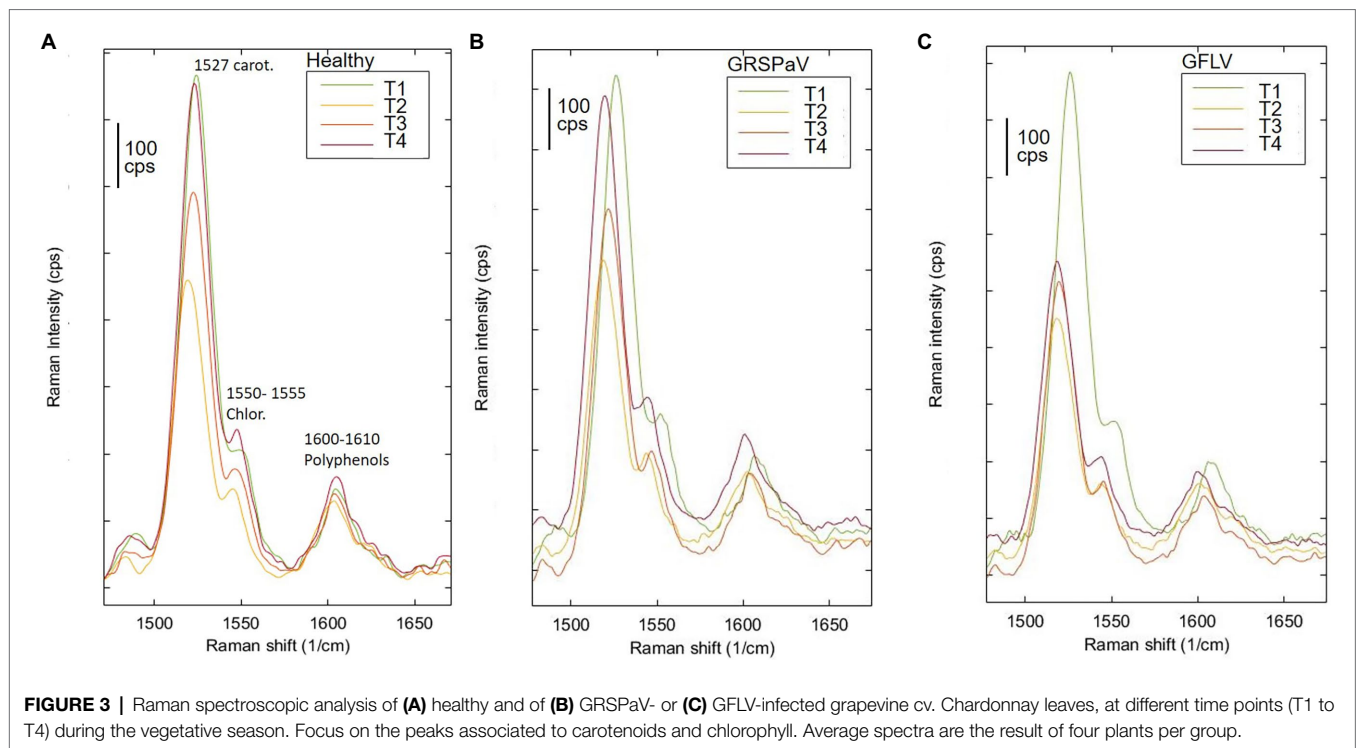 A
Healthy
1527 carot.
T1
T2
T3
T4
100
cps
1550- 1555
Chlor.
1600-1610
Polyphenols
Raman Intensity (cps)
1500
1550
1600
1650
Raman shift (1/cm)
B
GRSPaV
T1
T2
T3
T4
100
cps
Raman intensity (cps)
1500
1550
1600
1650
Raman shift (1/cm)
C
GFLV
T1
T2
T3
T4
100
cps
Raman intensity (cps)
1500
1550
1600
1650
Raman shift (1/cm)
FIGURE 3 | Raman spectroscopic analysis of (A) healthy and of (B) GRSPaV- or (C) GFLV-infected grapevine cv. Chardonnay leaves, at different time points (T1 to
T4) during the vegetative season. Focus on the peaks associated to carotenoids and chlorophyll. Average spectra are the result of four plants per group.